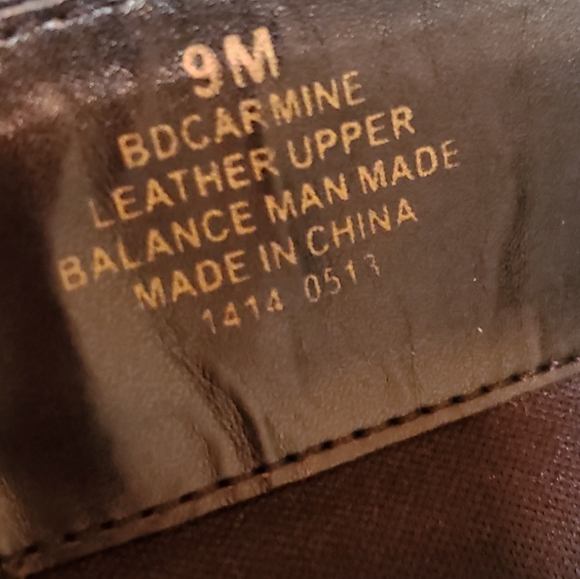 9M
BDCARMINE
LEATHER UPPER
BALANCE MAN MADE
MADE IN CHINA
1414 0513